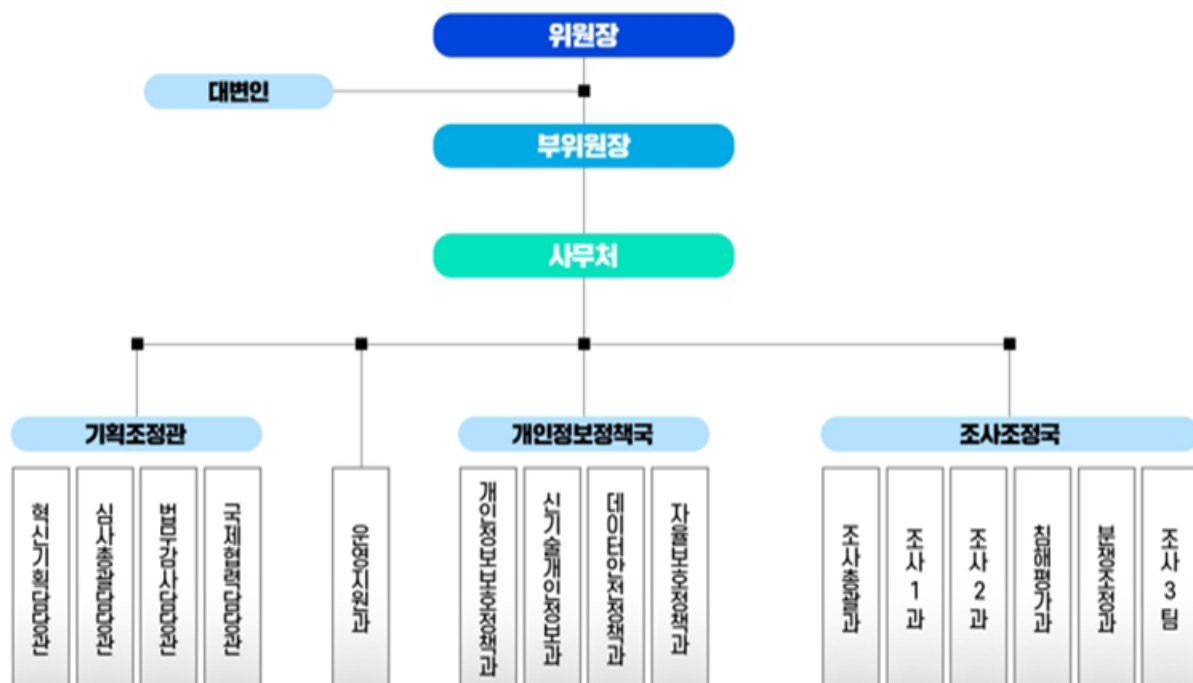 위원장
대변인
부위원장
사무처
기획조정관
개인정보정책국
조사조정국
혁신기획담당관
심사총괄담당관
법무감사담당관
국제협력담당관
운영지원과
개인정보보호정책과
신기술개인정보과
데이터안전정책과
자율보호정책과
조사총괄과
조사1과
조사2과
침해평가과
분쟁조정과
조사3팀